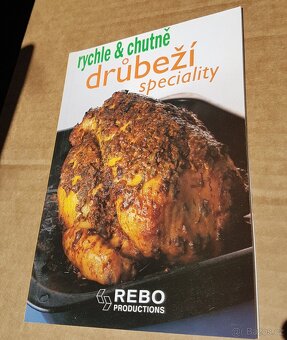 rychle & chutně
drůbeží
speciality
REBO
PRODUCTIONS